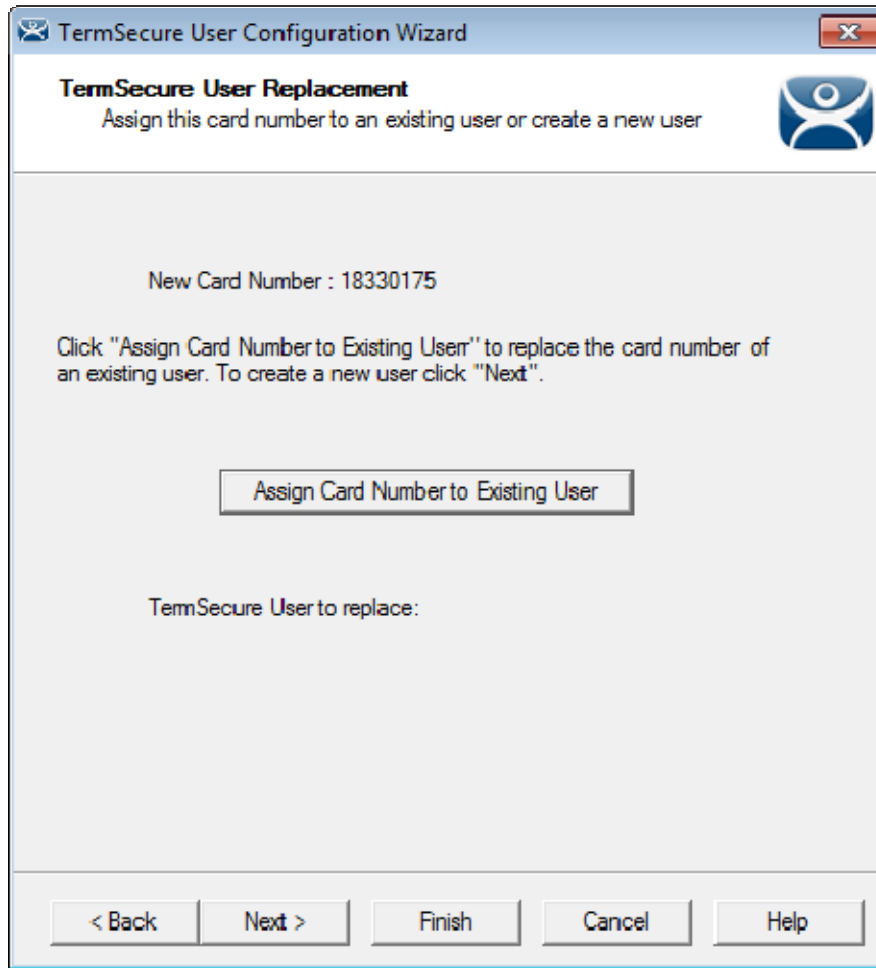 TermSecure User Configuration Wizard
TermSecure User Replacement
Assign this card number to an existing user or create a new user
New Card Number : 18330175
Click "Assign Card Number to Existing User" to replace the card number of
an existing user. To create a new user click "Next".
Assign Card Number to Existing User
TermSecure User to replace:
< Back Next > Finish Cancel Help